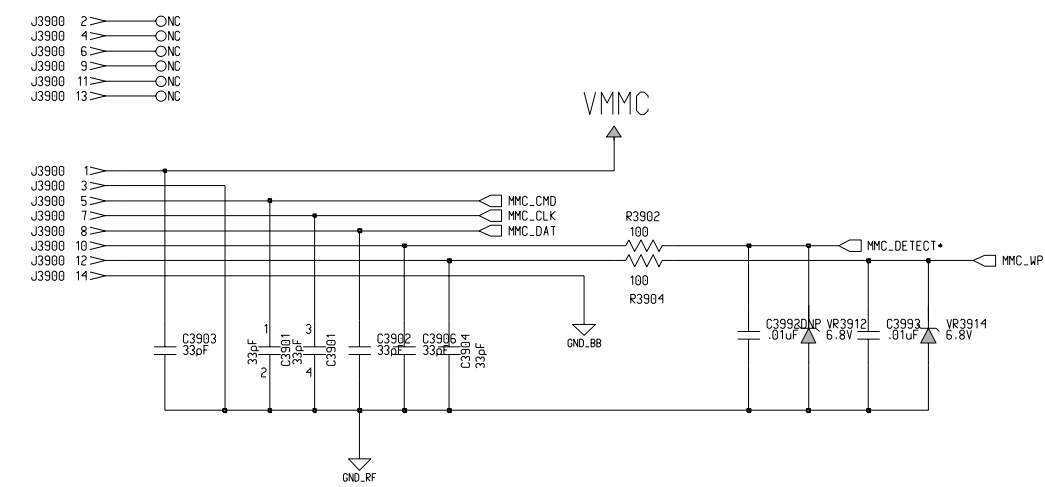 J3900 2 NC
J3900 4 NC
J3900 6 NC
J3900 9 NC
J3900 11 NC
J3900 13 NC
VMMC
J3900 1
J3900 3
J3900 5 MMC_CMD
J3900 7 MMC_CLK
J3900 8 MMC_DAT
R3902
100
J3900 10 MMC_DETECT*
J3900 12 MMC_WP
J3900 14
100
R3904
GND_BB
C3903
33pF
1
2
33pF
C3901
3
4
33pF
C3901
C3902
33pF
C3906
33pF
C3904
33pF
C3992 DNP
.01uF
VR3912
6.8V
C3993
.01uF
VR3914
6.8V
GND_RF